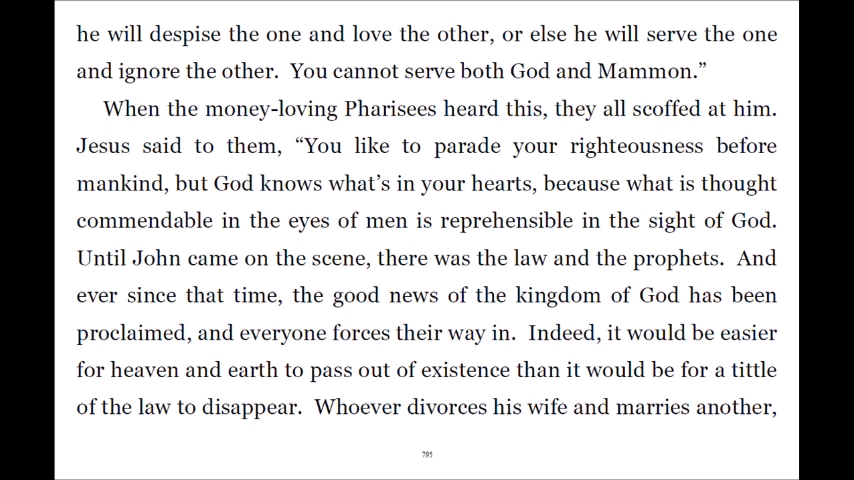 he will despise the one and love the other, or else he will serve the one
and ignore the other.  You cannot serve both God and Mammon.”
When the money-loving Pharisees heard this, they all scoffed at him.
Jesus said to them, “You like to parade your righteousness before
mankind, but God knows what’s in your hearts, because what is thought
commendable in the eyes of men is reprehensible in the sight of God.
Until John came on the scene, there was the law and the prophets.  And
ever since that time, the good news of the kingdom of God has been
proclaimed, and everyone forces their way in.  Indeed, it would be easier
for heaven and earth to pass out of existence than it would be for a tittle
of the law to disappear.  Whoever divorces his wife and marries another,
795